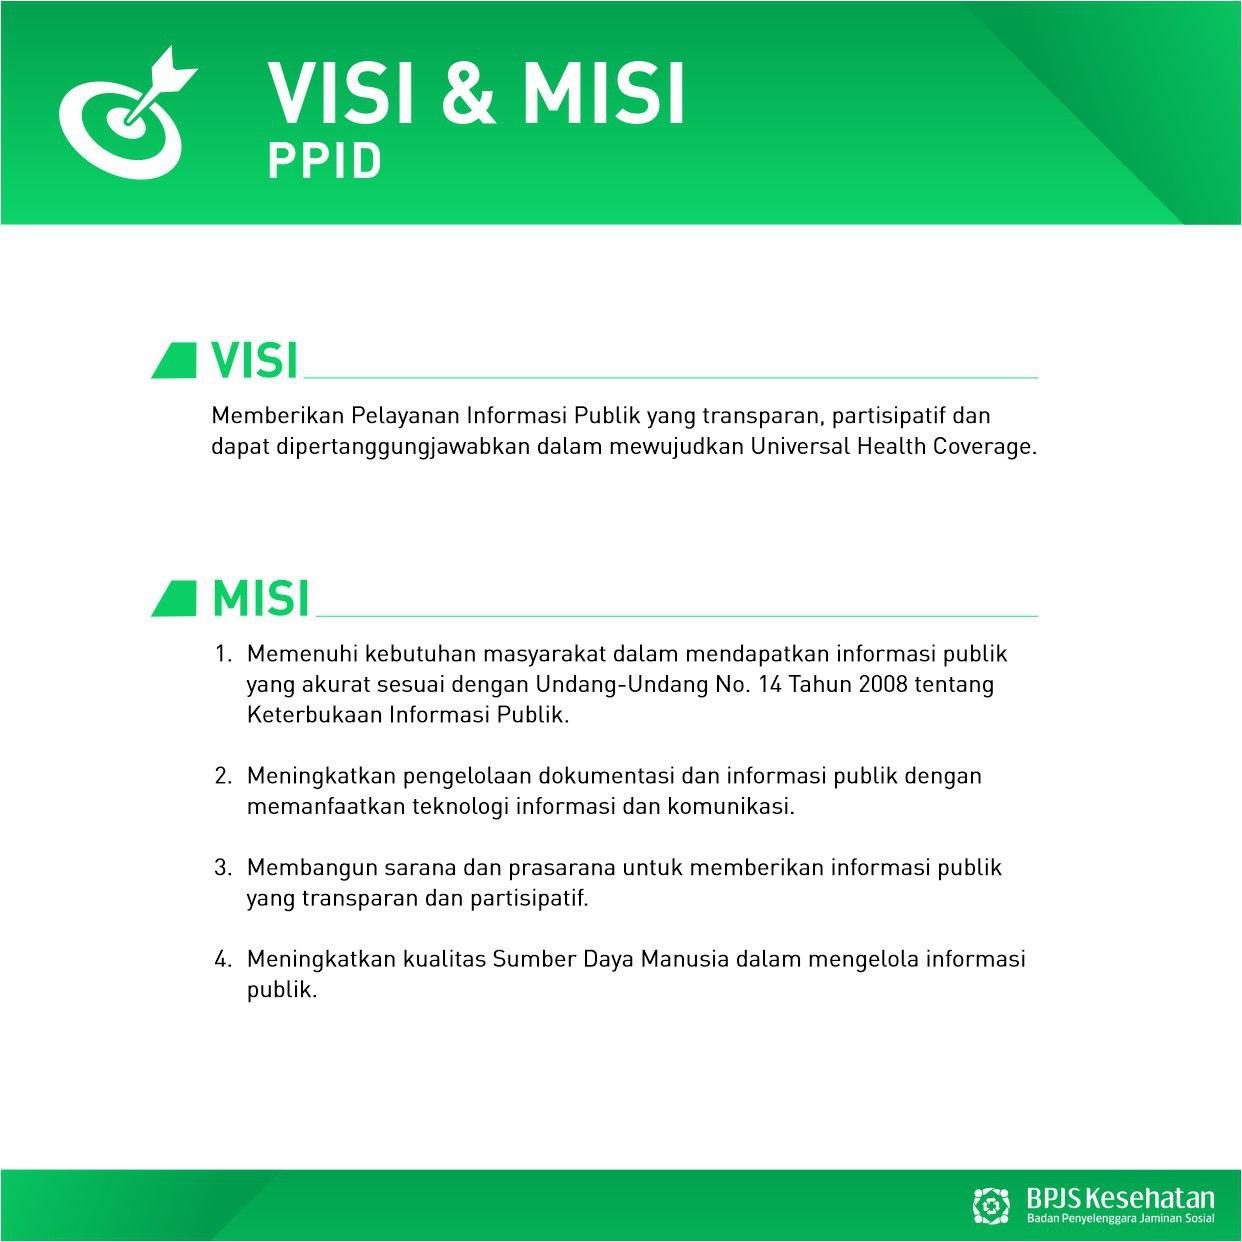 VISI & MISI
PPID
VISI
Memberikan Pelayanan Informasi Publik yang transparan, partisipatif dan
dapat dipertanggungjawabkan dalam mewujudkan Universal Health Coverage.
MISI
1. Memenuhi kebutuhan masyarakat dalam mendapatkan informasi publik
yang akurat sesuai dengan Undang-Undang No. 14 Tahun 2008 tentang
Keterbukaan Informasi Publik.
2. Meningkatkan pengelolaan dokumentasi dan informasi publik dengan
memanfaatkan teknologi informasi dan komunikasi.
3. Membangun sarana dan prasarana untuk memberikan informasi publik
yang transparan dan partisipatif.
4. Meningkatkan kualitas Sumber Daya Manusia dalam mengelola informasi
publik.
BPJS Kesehatan
Badan Penyelenggara Jaminan Sosial